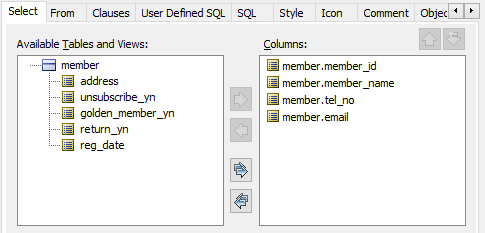 Select From Clauses User Defined SQL SQL Style Icon Comment Objec
Available Tables and Views: Columns:
member
address
unsubscribe_yn
golden_member_yn
return_yn
reg_date
member.member_id
member.member_name
member.tel_no
member.email